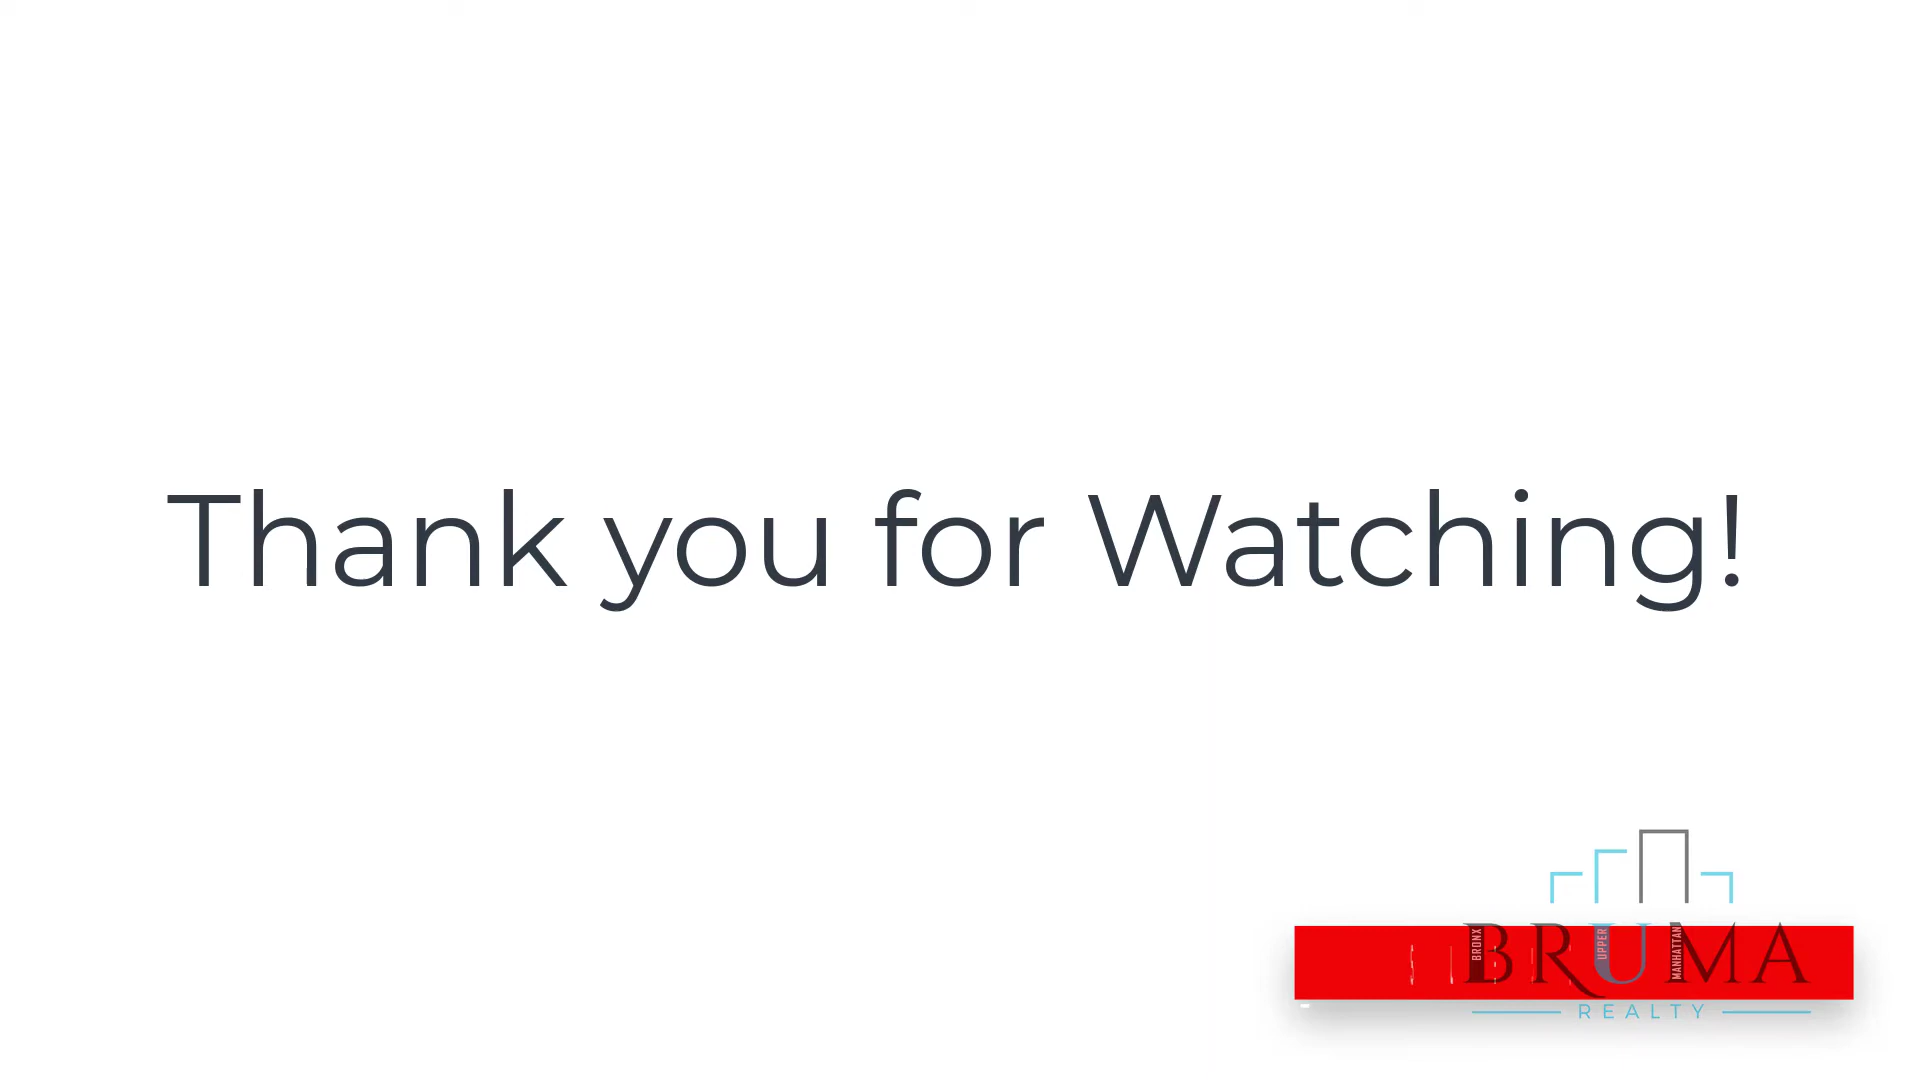 Thank you for Watching!
BRUMA
BRONX
UPPER
MANHATTAN
REALTY